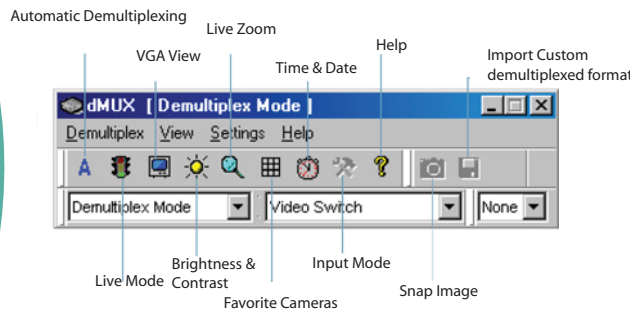 Automatic Demultiplexing
Live Zoom
VGA View
Help
Time & Date
Import Custom
demultiplexed format
dMUX [ Demultiplex Mode ]
Demultiplex View Settings Help
A
?
Demultiplex Mode
Video Switch
None
Brightness &
Contrast
Input Mode
Live Mode
Snap Image
Favorite Cameras